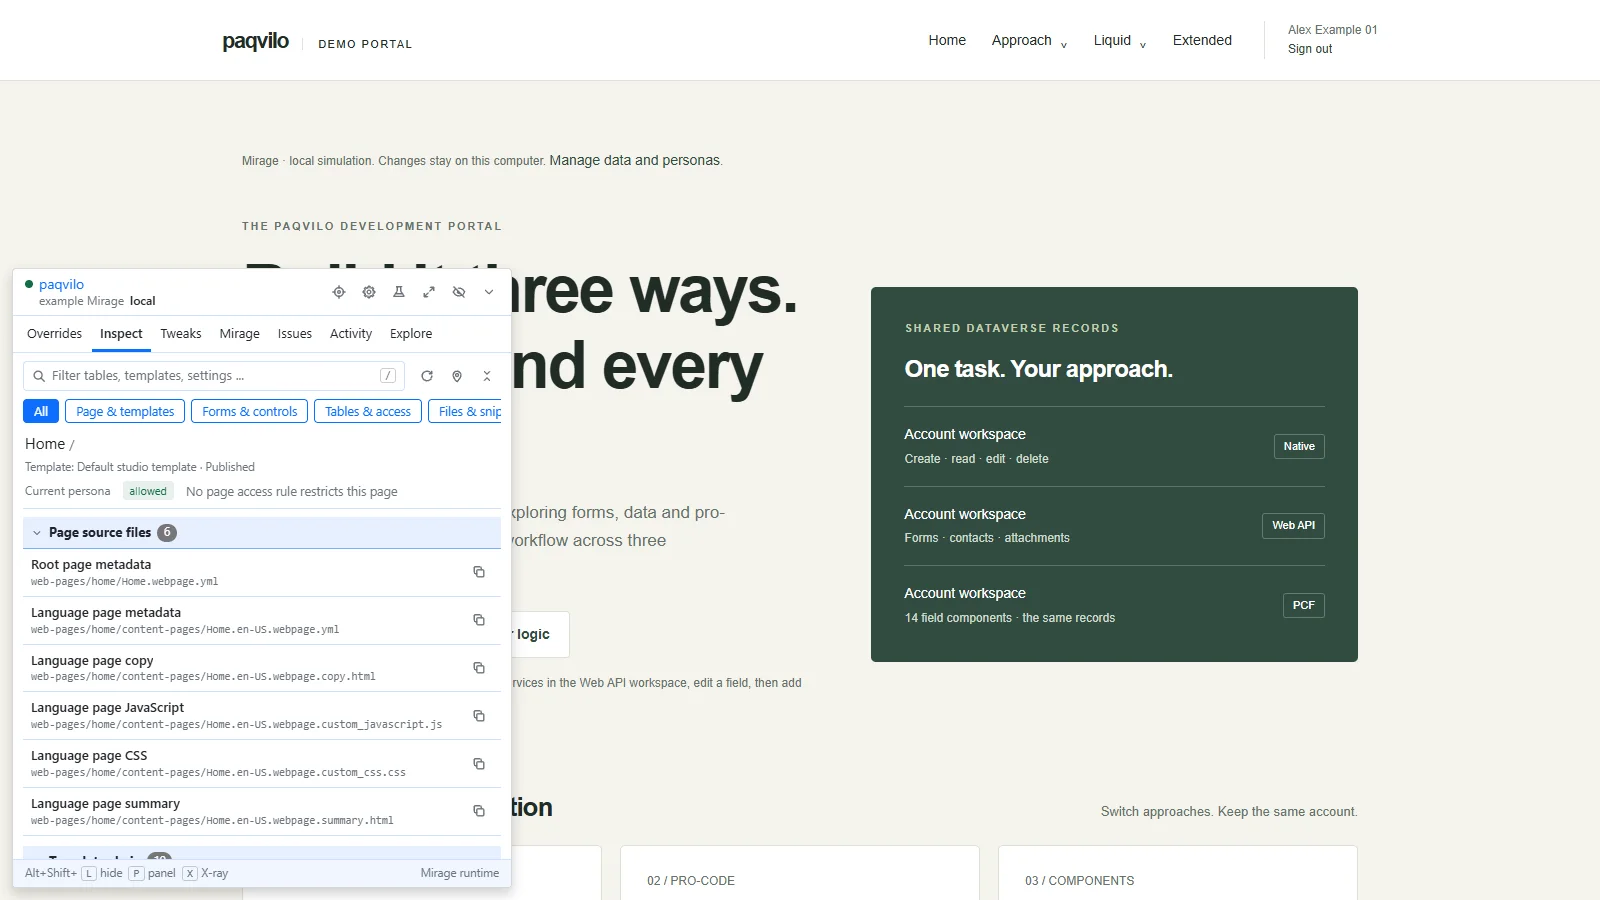 paqvilo
DEMO PORTAL
Home
Approach
Liquid
Extended
Alex Example 01
Sign out
Mirage · local simulation. Changes stay on this computer. Manage data and personas.
THE PAQVILO DEVELOPMENT PORTAL
ways.
every
xploring forms, data and pro-
workflow across three
logic
rvices in the Web API workspace, edit a field, then add
tion
Switch approaches. Keep the same account.
02 / PRO-CODE
03 / COMPONENTS
SHARED DATAVERSE RECORDS
One task. Your approach.
Account workspace
Create · read · edit · delete
Native
Account workspace
Forms · contacts · attachments
Web API
Account workspace
14 field components · the same records
PCF
paqvilo
example Mirage local
Overrides
Inspect
Tweaks
Mirage
Issues
Activity
Explore
Filter tables, templates, settings ...
/
All
Page & templates
Forms & controls
Tables & access
Files & snip
Home /
Template: Default studio template · Published
Current persona allowed No page access rule restricts this page
Page source files 6
Root page metadata
web-pages/home/Home.webpage.yml
Language page metadata
web-pages/home/content-pages/Home.en-US.webpage.yml
Language page copy
web-pages/home/content-pages/Home.en-US.webpage.copy.html
Language page JavaScript
web-pages/home/content-pages/Home.en-US.webpage.custom_javascript.js
Language page CSS
web-pages/home/content-pages/Home.en-US.webpage.custom_css.css
Language page summary
web-pages/home/content-pages/Home.en-US.webpage.summary.html
Alt+Shift+ L hide P panel X X-ray
Mirage runtime